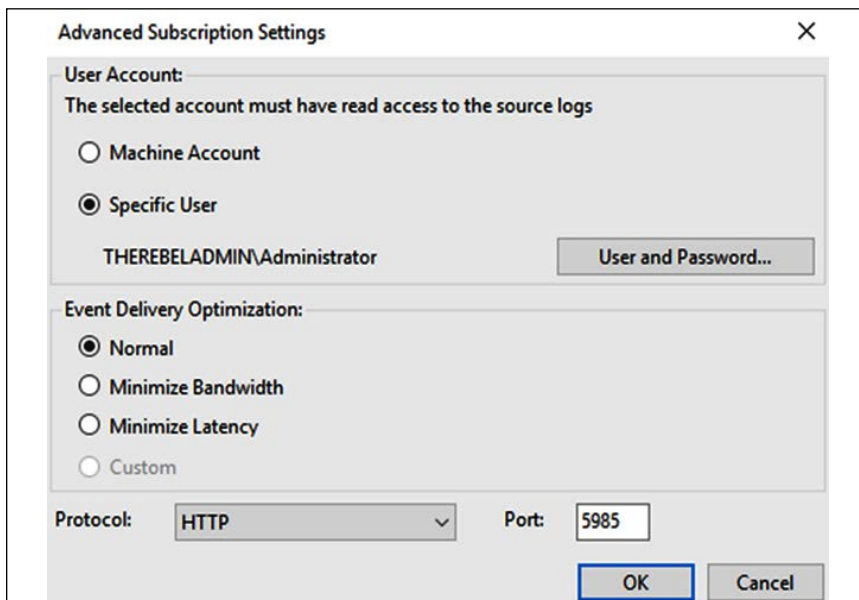 Advanced Subscription Settings
User Account:
The selected account must have read access to the source logs
Machine Account
Specific User
THEREBELADMIN\Administrator
User and Password...
Event Delivery Optimization:
Normal
Minimize Bandwidth
Minimize Latency
Custom
Protocol: HTTP Port: 5985
OK Cancel